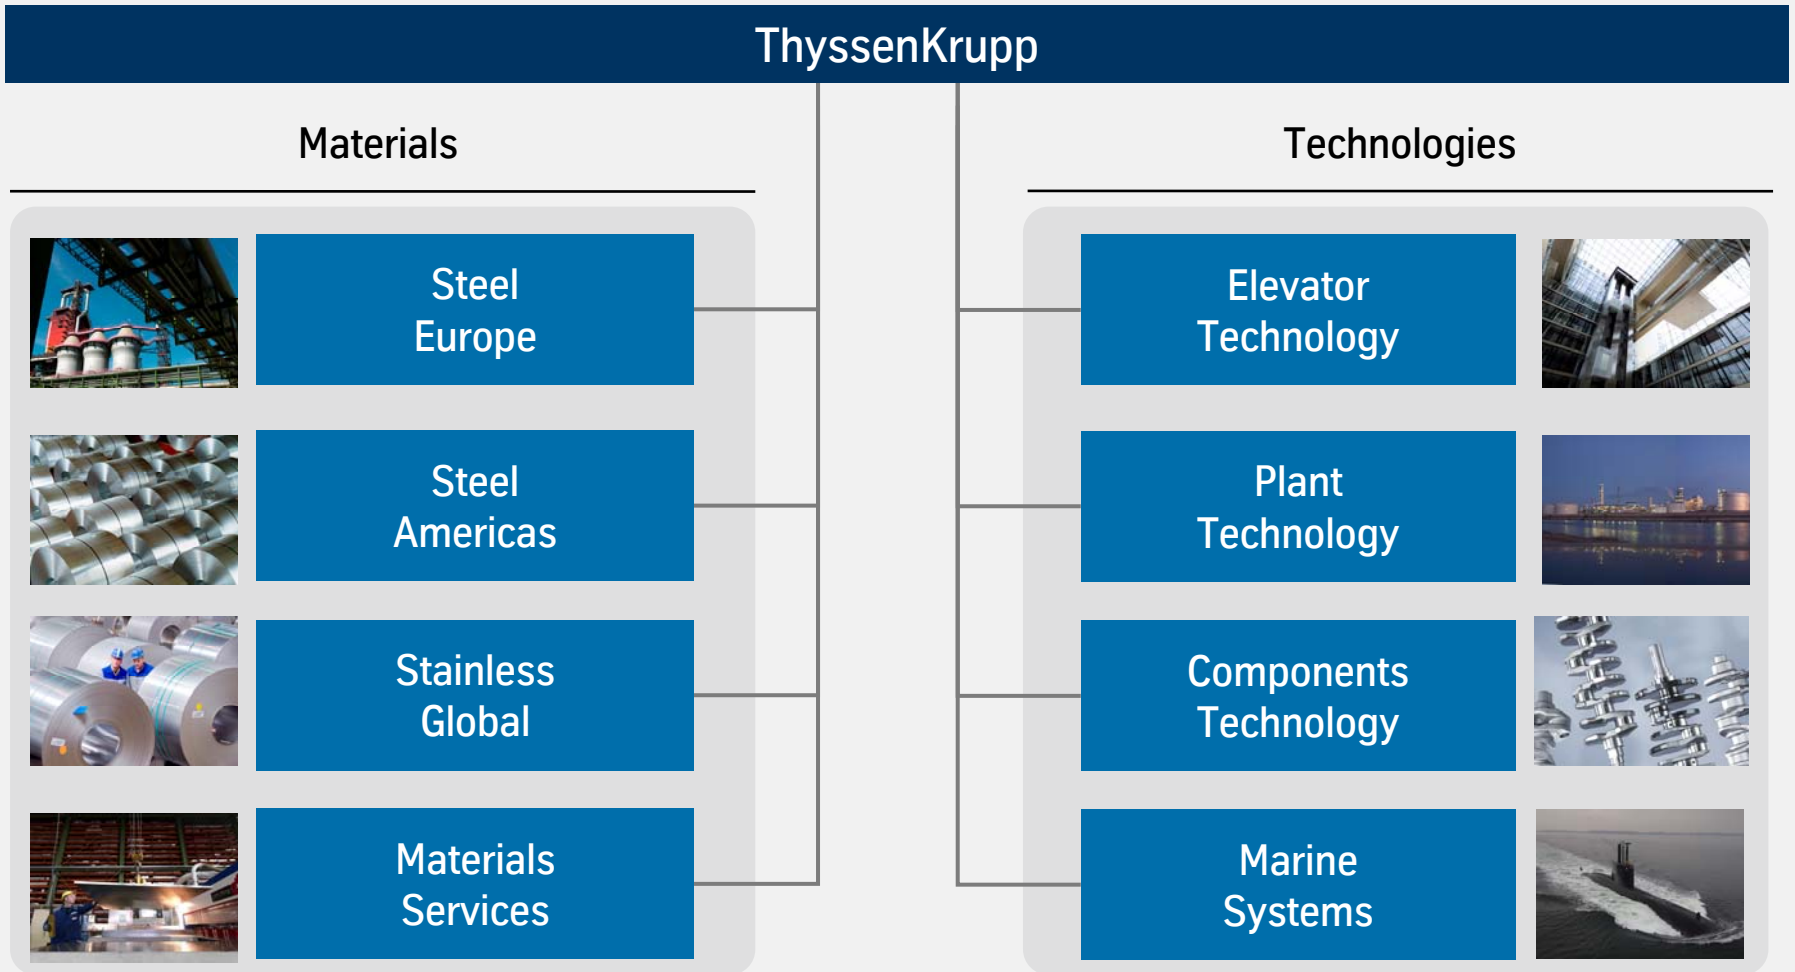 ThyssenKrupp
Materials
Steel
Europe
Steel
Americas
Stainless
Global
Materials
Services
Technologies
Elevator
Technology
Plant
Technology
Components
Technology
Marine
Systems